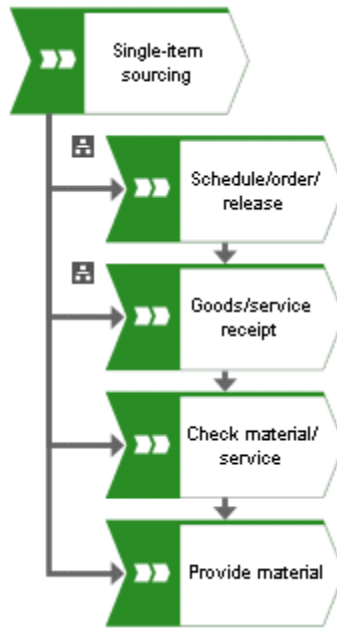 Single-item
sourcing
Schedule/order/
release
Goods/service
receipt
Check material/
service
Provide material